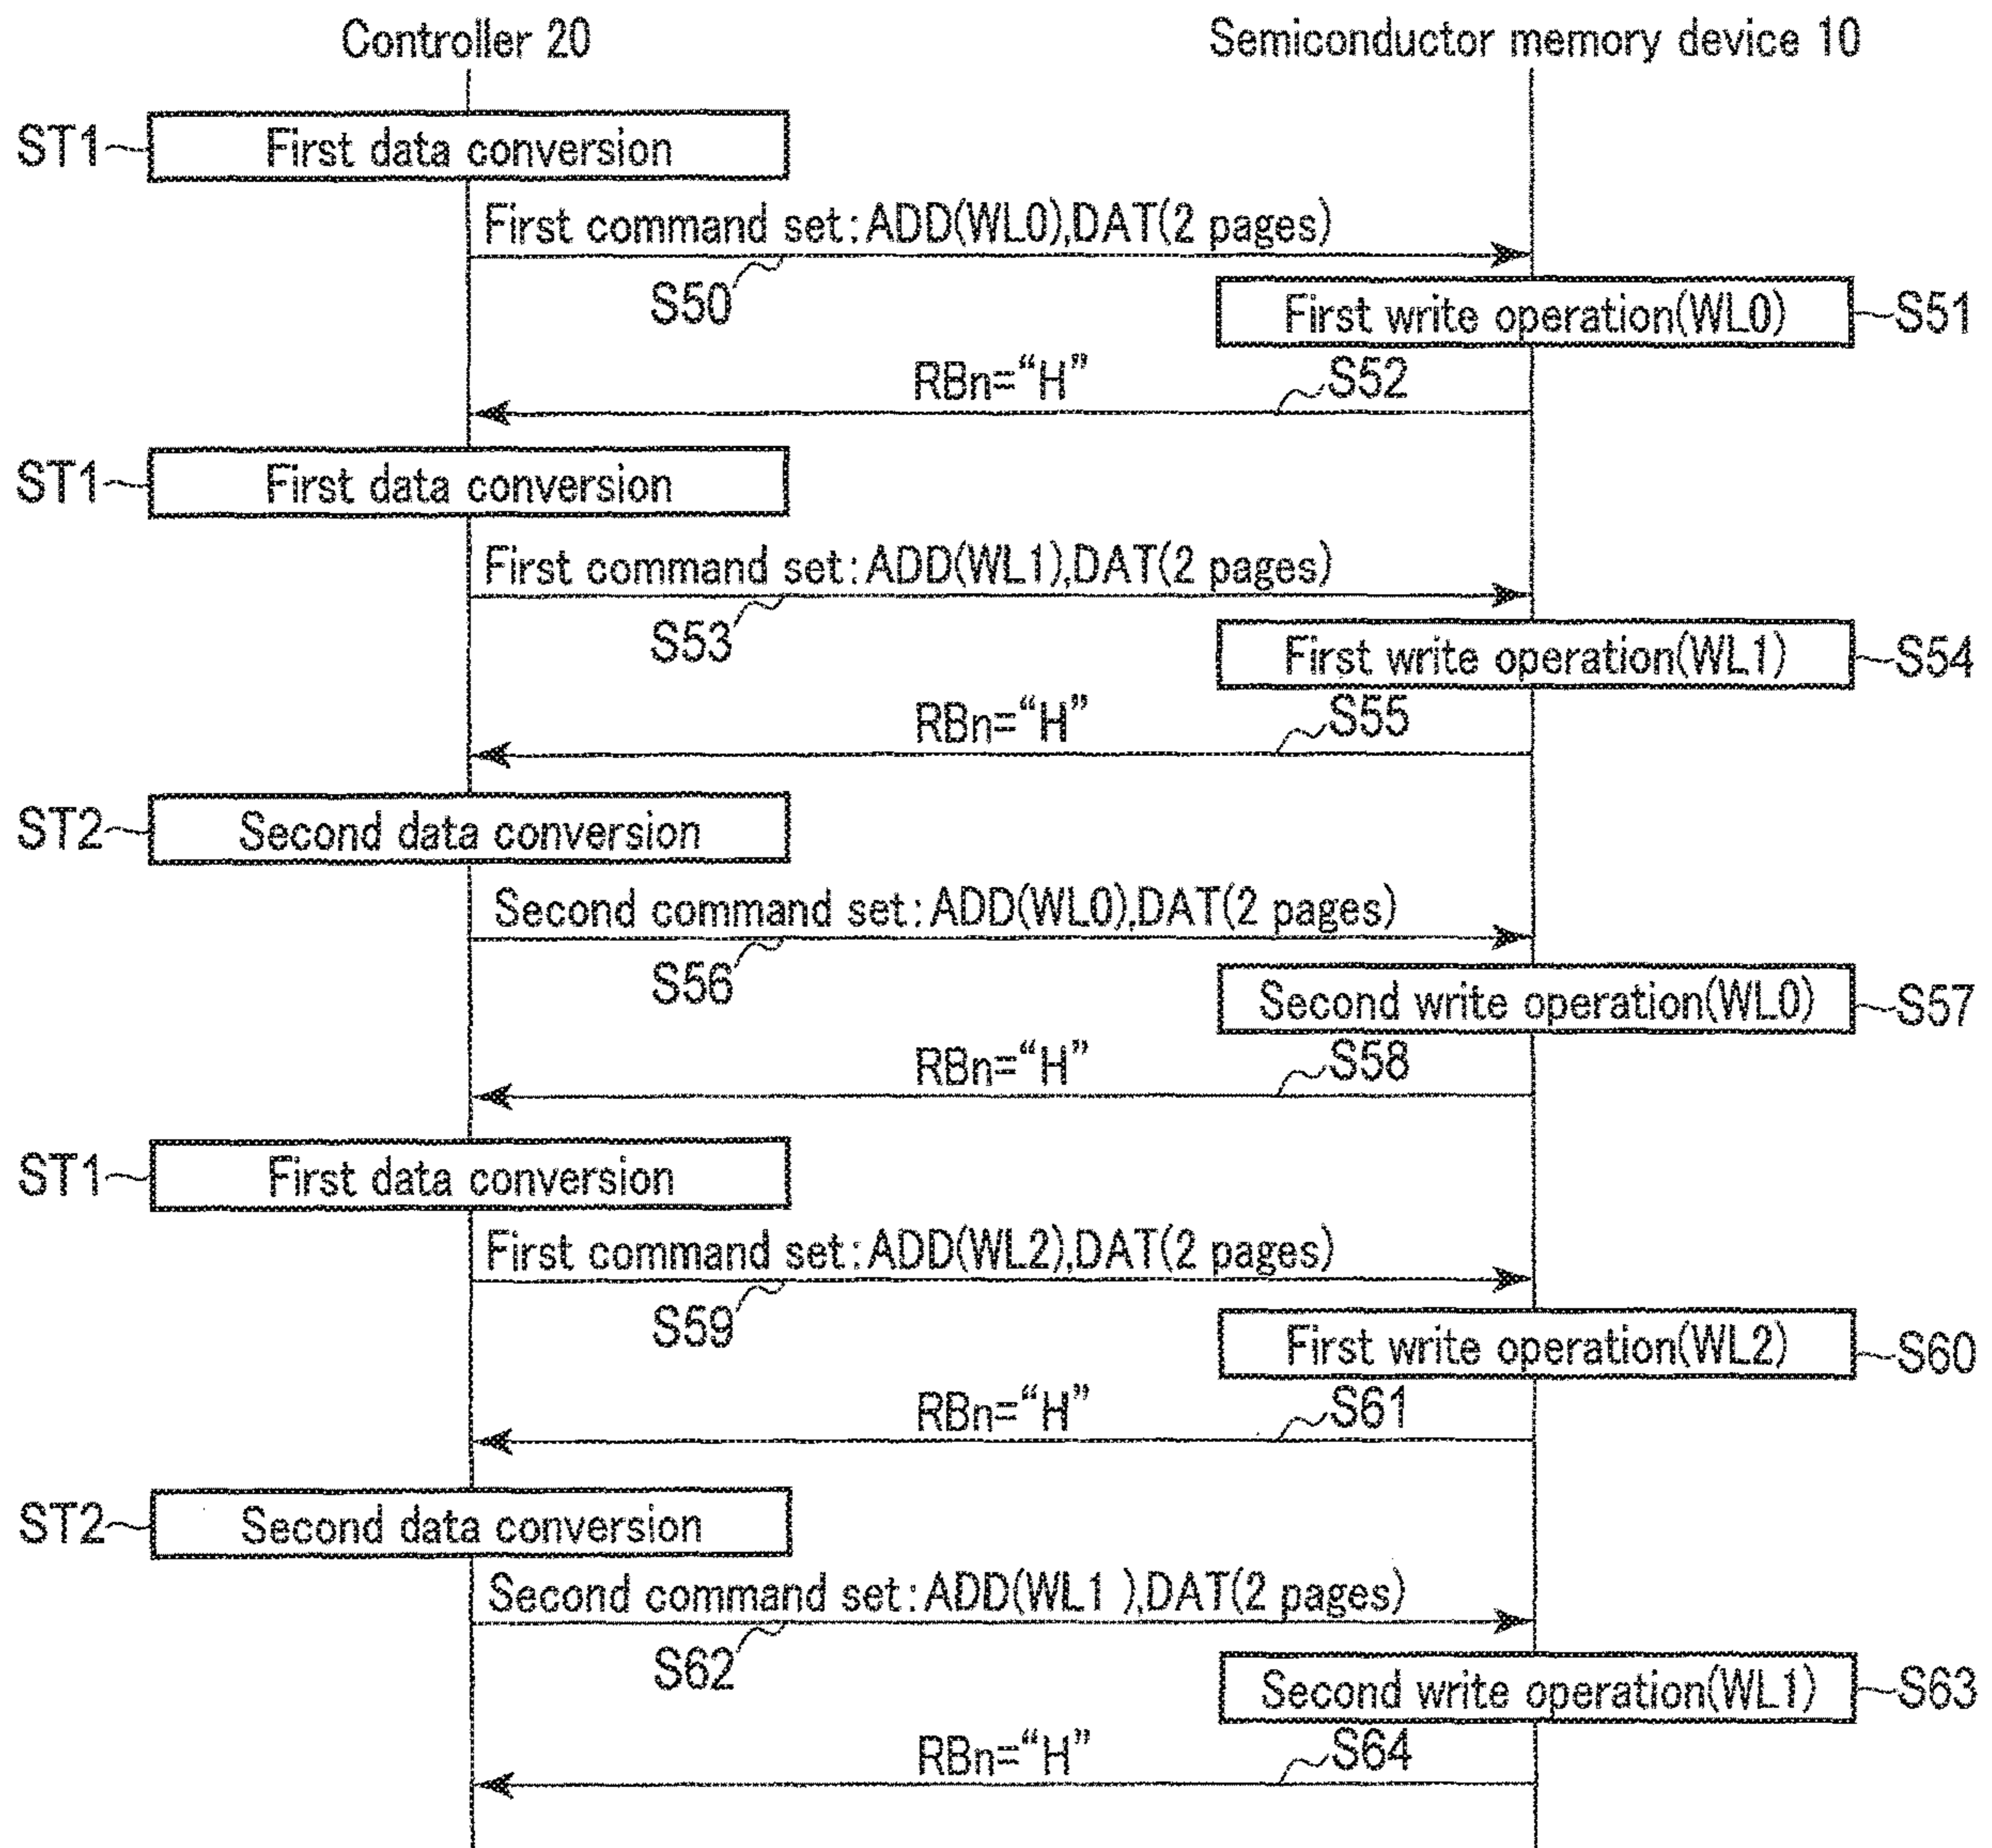 Controller 20
Semiconductor memory device 10
ST1
First data conversion
First command set:ADD(WL0),DAT(2 pages)
S50
First write operation(WL0)
S51
RBn=“H”
S52
ST1
First data conversion
First command set:ADD(WL1),DAT(2 pages)
S53
First write operation(WL1)
S54
RBn=“H”
S55
ST2
Second data conversion
Second command set:ADD(WL0),DAT(2 pages)
S56
Second write operation(WL0)
S57
RBn=“H”
S58
ST1
First data conversion
First command set:ADD(WL2),DAT(2 pages)
S59
First write operation(WL2)
S60
RBn=“H”
S61
ST2
Second data conversion
Second command set:ADD(WL1 ),DAT(2 pages)
S62
Second write operation(WL1)
S63
RBn=“H”
S64